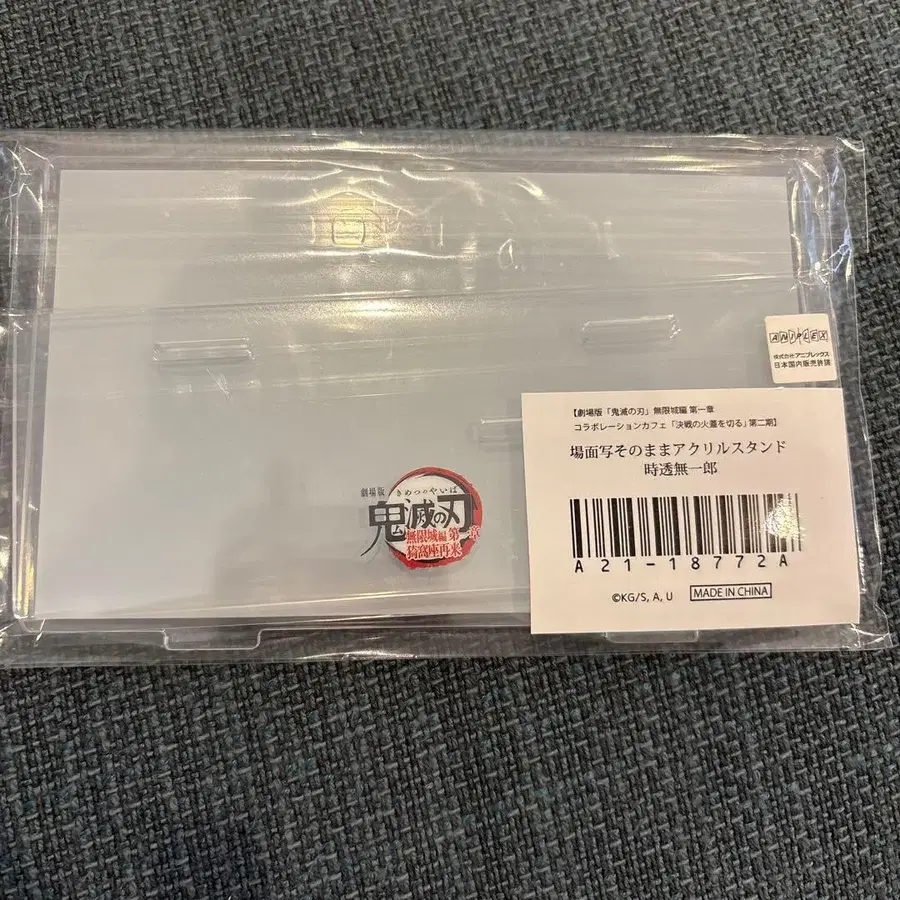 ANIPLEX
株式会社アニプレックス
日本国内販売許諾
【劇場版「鬼滅の刃」無限城編 第一章
コラボレーションカフェ「決戦の火蓋を切る」第二期】
場面写そのままアクリルスタンド
時透無一郎
A21-18772A
©KG/S, A, U MADE IN CHINA
劇場版 きめつのやいば
鬼滅の刃
無限城編 第一章
猗窩座再来